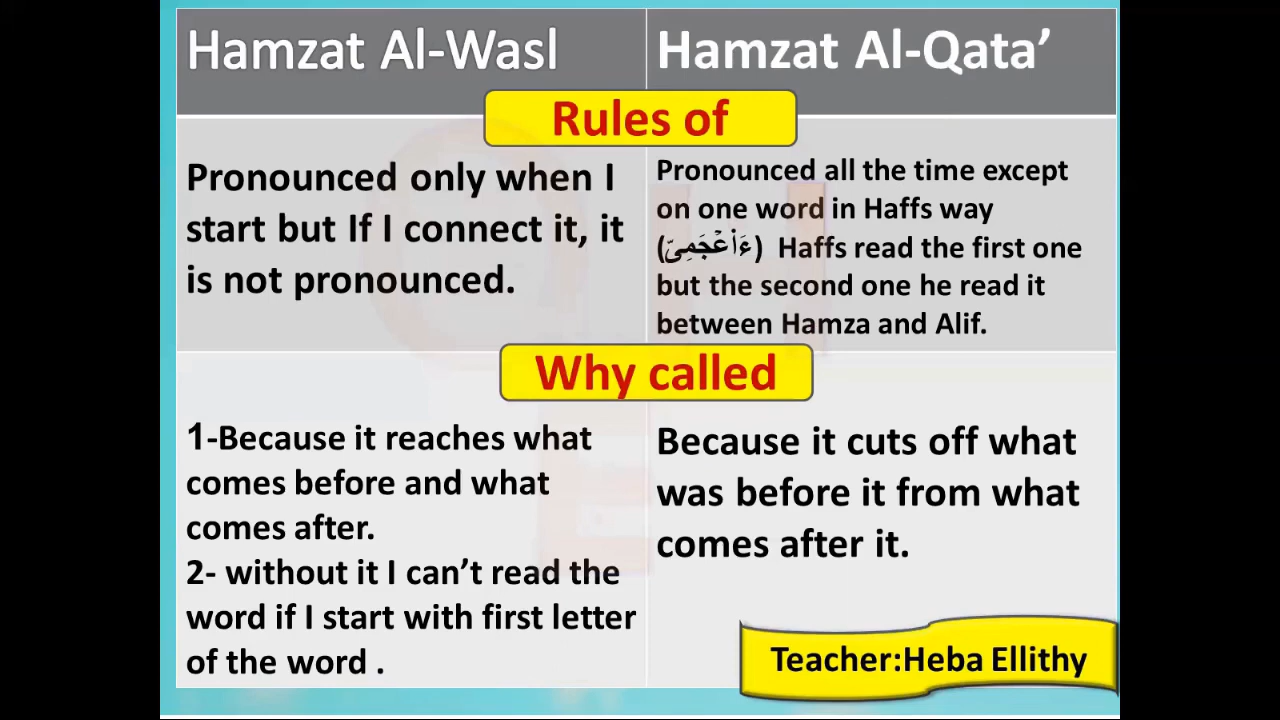 Hamzat Al-Wasl
Hamzat Al-Qata’
Rules of
Pronounced only when I
start but If I connect it, it
is not pronounced.
Pronounced all the time except
on one word in Haffs way
(ءَا۬عْجَمِىّٞ) Haffs read the first one
but the second one he read it
between Hamza and Alif.
Why called
1-Because it reaches what
comes before and what
comes after.
2- without it I can’t read the
word if I start with first letter
of the word .
Because it cuts off what
was before it from what
comes after it.
Teacher:Heba Ellithy